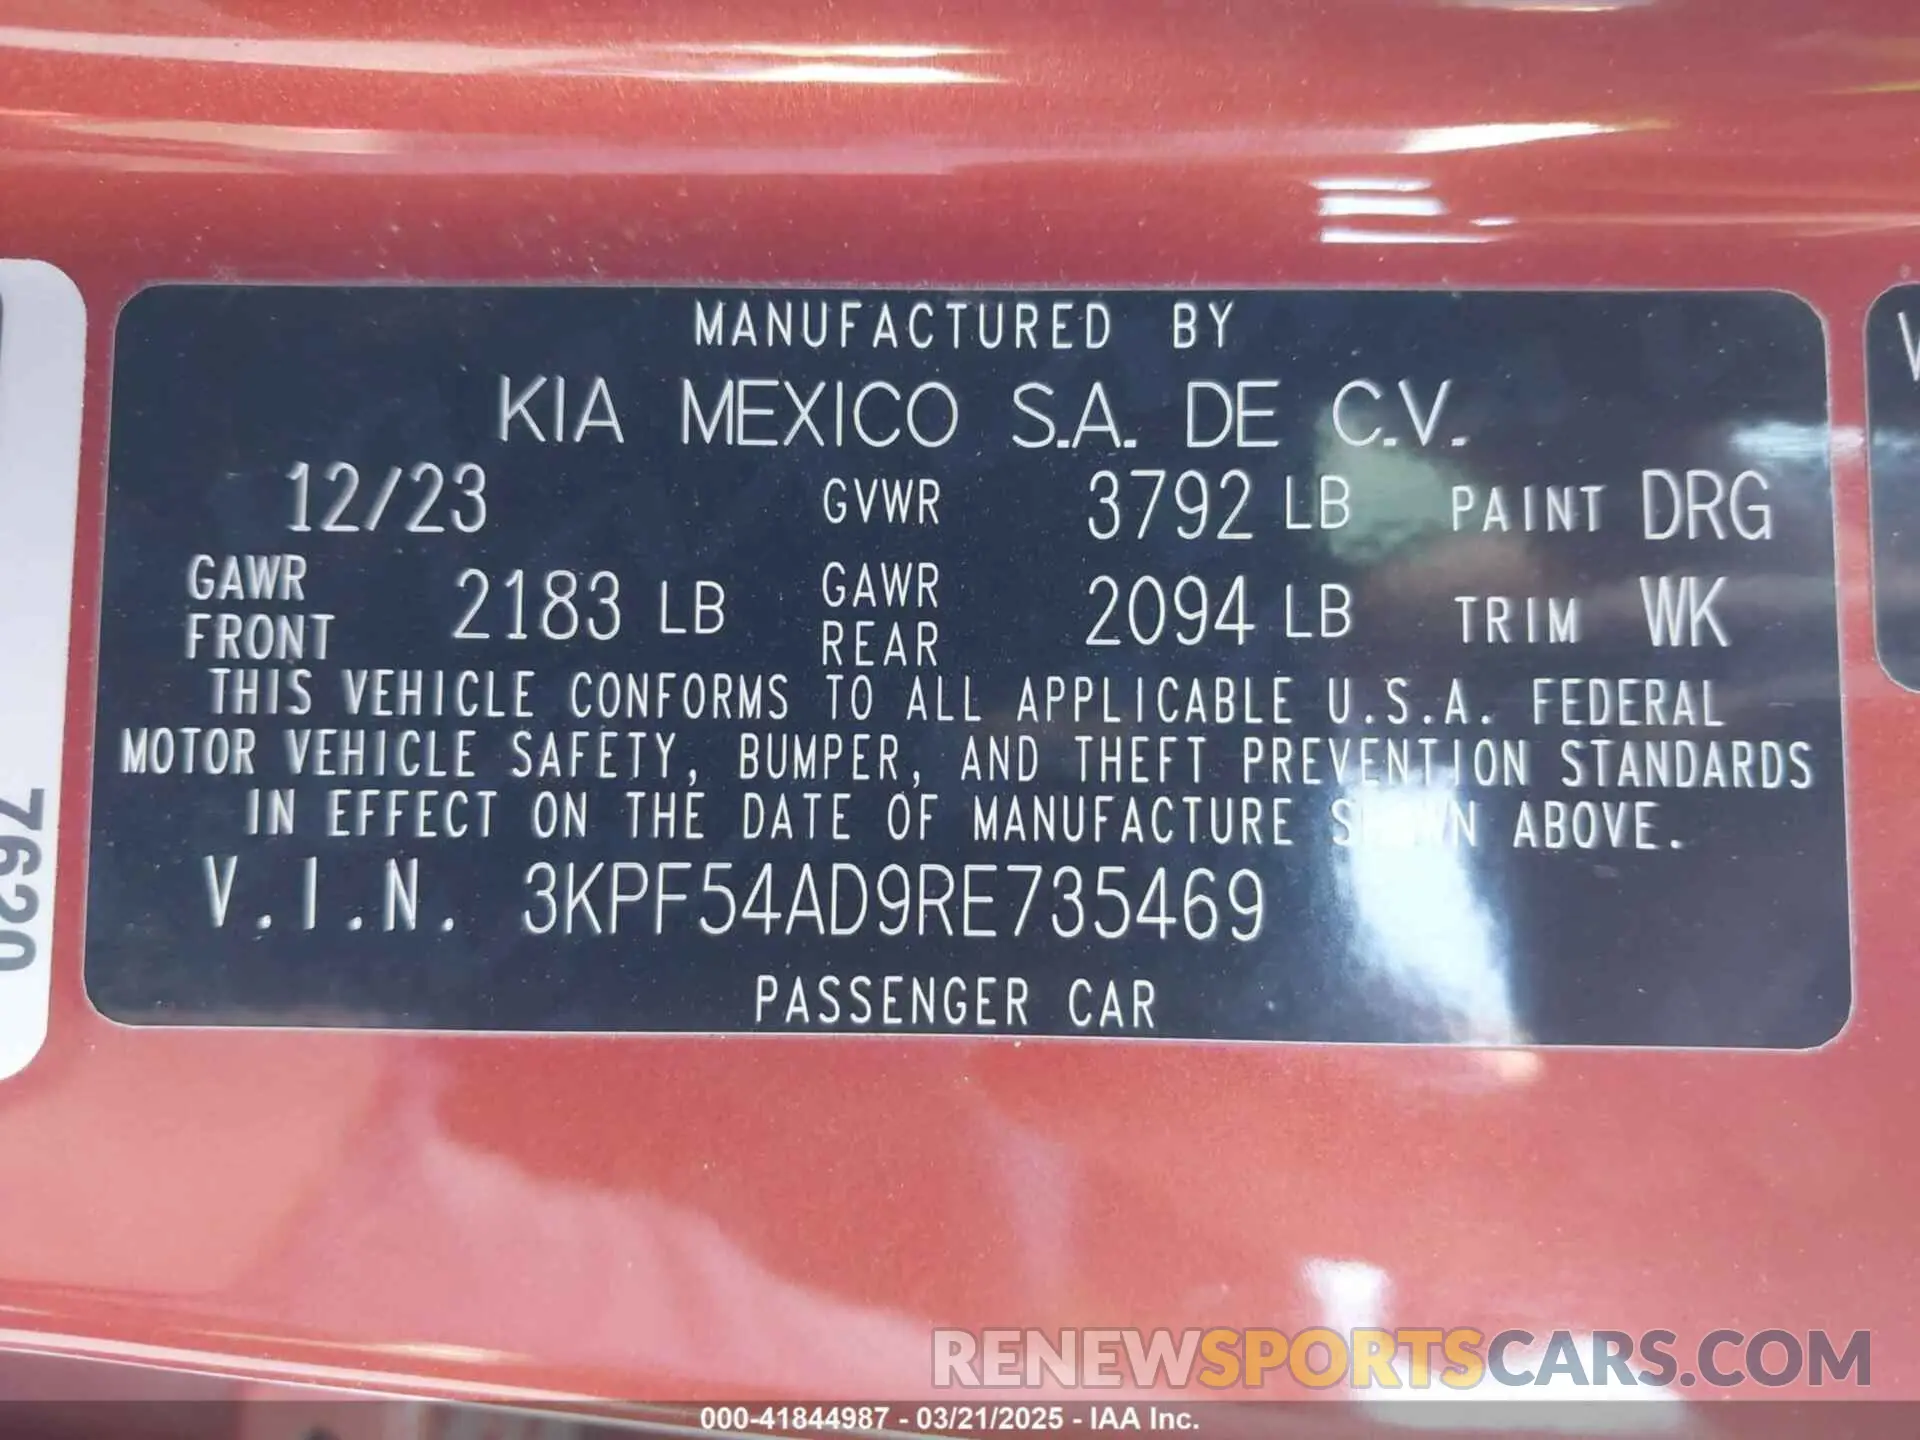 MANUFACTURED BY
KIA MEXICO S.A. DE C.V.
12/23 GVWR 3792 LB PAINT DRG
GAWR FRONT 2183 LB GAWR REAR 2094 LB TRIM WK
THIS VEHICLE CONFORMS TO ALL APPLICABLE U.S.A. FEDERAL
MOTOR VEHICLE SAFETY, BUMPER, AND THEFT PREVENTION STANDARDS
IN EFFECT ON THE DATE OF MANUFACTURE SHOWN ABOVE.
V.I.N. 3KPF54AD9RE735469
PASSENGER CAR
7620
RENEWSPORTSCARS.COM
000-41844987 - 03/21/2025 - IAA Inc.